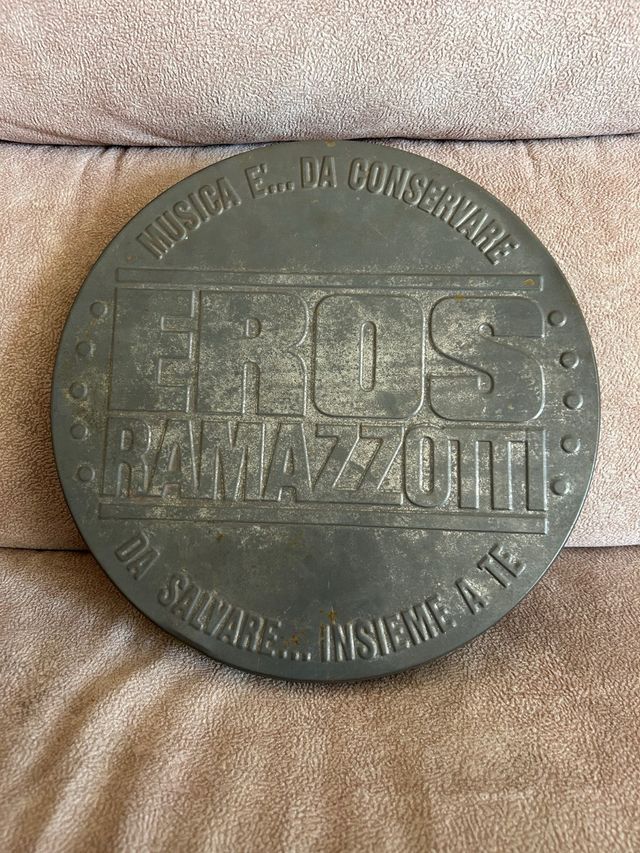 MUSICA E'... DA CONSERVARE
EROS
RAMAZZOTTI
DA SALVARE... INSIEME A TE